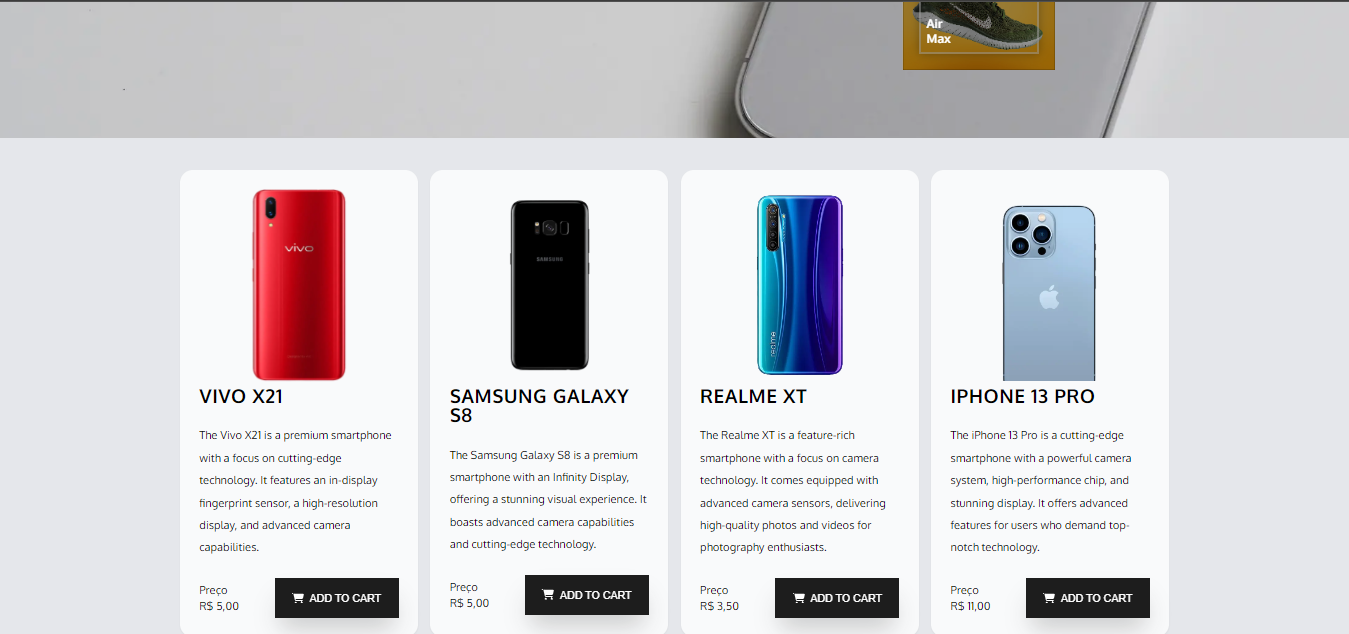 Air
Max
vivo
SAMSUNG
realme
VIVO X21
The Vivo X21 is a premium smartphone
with a focus on cutting-edge
technology. It features an in-display
fingerprint sensor, a high-resolution
display, and advanced camera
capabilities.
Preço
R$ 5,00
ADD TO CART
SAMSUNG GALAXY
S8
The Samsung Galaxy S8 is a premium
smartphone with an Infinity Display,
offering a stunning visual experience. It
boasts advanced camera capabilities
and cutting-edge technology.
Preço
R$ 5,00
ADD TO CART
REALME XT
The Realme XT is a feature-rich
smartphone with a focus on camera
technology. It comes equipped with
advanced camera sensors, delivering
high-quality photos and videos for
photography enthusiasts.
Preço
R$ 3,50
ADD TO CART
IPHONE 13 PRO
The iPhone 13 Pro is a cutting-edge
smartphone with a powerful camera
system, high-performance chip, and
stunning display. It offers advanced
features for users who demand top-
notch technology.
Preço
R$ 11,00
ADD TO CART